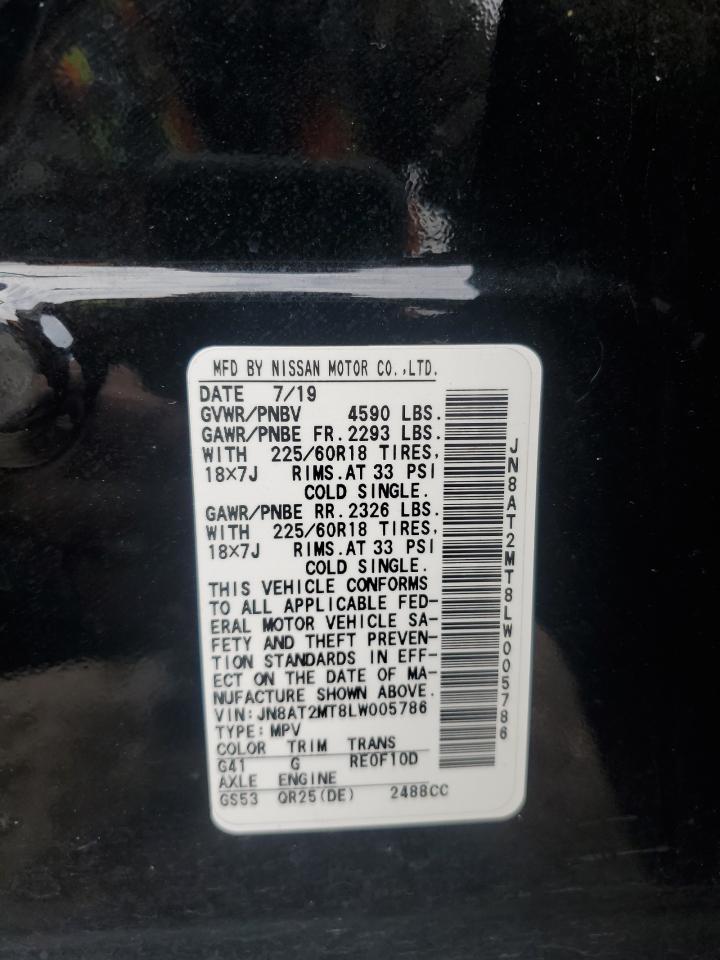 MFD BY NISSAN MOTOR CO.,LTD.
DATE 7/19
GVWR/PNBV 4590 LBS.
GAWR/PNBE FR. 2293 LBS.
WITH 225/60R18 TIRES,
18×7J RIMS. AT 33 PSI
COLD SINGLE.
GAWR/PNBE RR. 2326 LBS.
WITH 225/60R18 TIRES,
18×7J RIMS. AT 33 PSI
COLD SINGLE.
THIS VEHICLE CONFORMS
TO ALL APPLICABLE FED-
ERAL MOTOR VEHICLE SA-
FETY AND THEFT PREVEN-
TION STANDARDS IN EFF-
ECT ON THE DATE OF MA-
NUFACTURE SHOWN ABOVE.
VIN: JN8AT2MT8LW005786
TYPE: MPV
COLOR TRIM TRANS
G41 G RE0F10D
AXLE ENGINE
GS53 QR25(DE) 2488CC
JN8AT2MT8LW005786